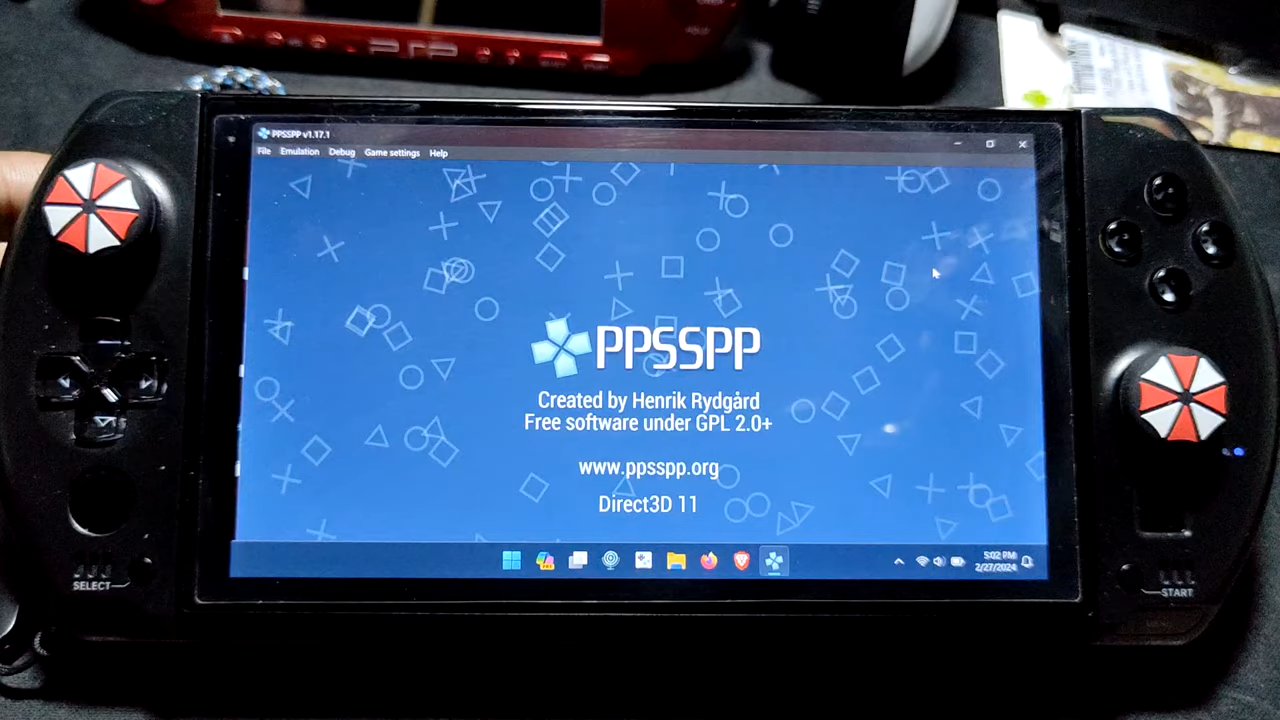 PSP
PPSSPP v1.17.1
File Emulation Debug Game settings Help
PPSSPP
Created by Henrik Rydgård
Free software under GPL 2.0+
www.ppsspp.org
Direct3D 11
5:02 PM
2/27/2024
SELECT
START